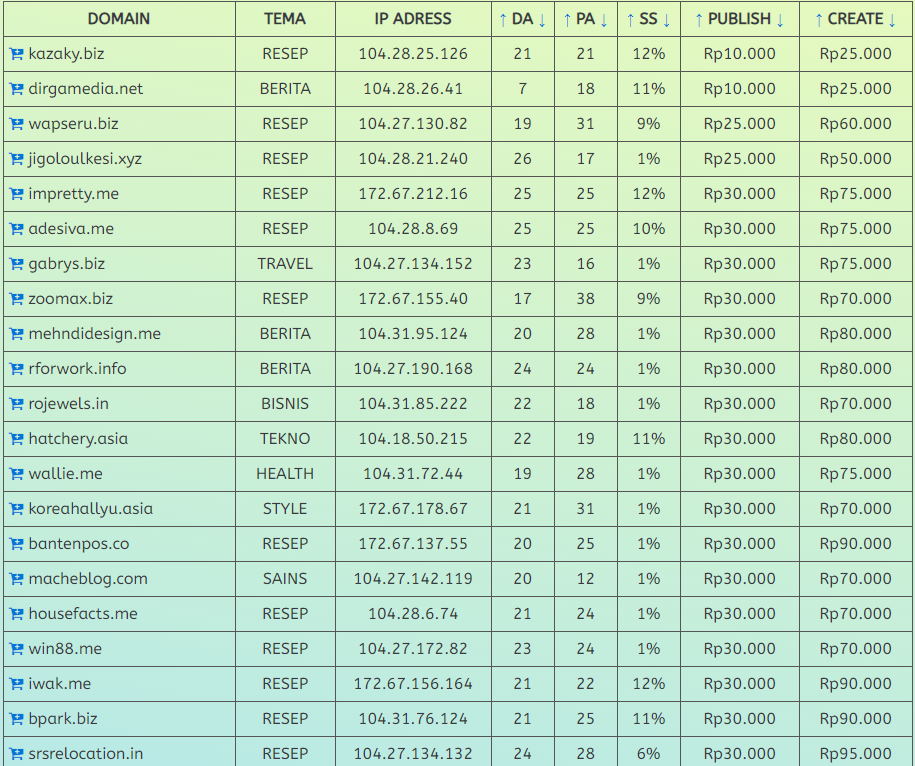 DOMAIN TEMA IP ADRESS ↑ DA ↓ ↑ PA ↓ ↑ SS ↓ ↑ PUBLISH ↓ ↑ CREATE ↓
kazaky.biz RESEP 104.28.25.126 21 21 12% Rp10.000 Rp25.000
dirgamedia.net BERITA 104.28.26.41 7 18 11% Rp10.000 Rp25.000
wapseru.biz RESEP 104.27.130.82 19 31 9% Rp25.000 Rp60.000
jigoloulkesi.xyz RESEP 104.28.21.240 26 17 1% Rp25.000 Rp50.000
impretty.me RESEP 172.67.212.16 25 25 12% Rp30.000 Rp75.000
adesiva.me RESEP 104.28.8.69 25 25 10% Rp30.000 Rp75.000
gabrys.biz TRAVEL 104.27.134.152 23 16 1% Rp30.000 Rp75.000
zoomax.biz RESEP 172.67.155.40 17 38 9% Rp30.000 Rp70.000
mehndidesign.me BERITA 104.31.95.124 20 28 1% Rp30.000 Rp80.000
rforwork.info BERITA 104.27.190.168 24 24 1% Rp30.000 Rp80.000
rojewels.in BISNIS 104.31.85.222 22 18 1% Rp30.000 Rp70.000
hatchery.asia TEKNO 104.18.50.215 22 19 11% Rp30.000 Rp80.000
wallie.me HEALTH 104.31.72.44 19 28 1% Rp30.000 Rp75.000
koreahallyu.asia STYLE 172.67.178.67 21 31 1% Rp30.000 Rp70.000
bantenpos.co RESEP 172.67.137.55 20 25 1% Rp30.000 Rp90.000
macheblog.com SAINS 104.27.142.119 20 12 1% Rp30.000 Rp70.000
housefacts.me RESEP 104.28.6.74 21 24 1% Rp30.000 Rp70.000
win88.me RESEP 104.27.172.82 23 24 1% Rp30.000 Rp70.000
iwak.me RESEP 172.67.156.164 21 22 12% Rp30.000 Rp90.000
bpark.biz RESEP 104.31.76.124 21 25 11% Rp30.000 Rp90.000
srsrelocation.in RESEP 104.27.134.132 24 28 6% Rp30.000 Rp95.000